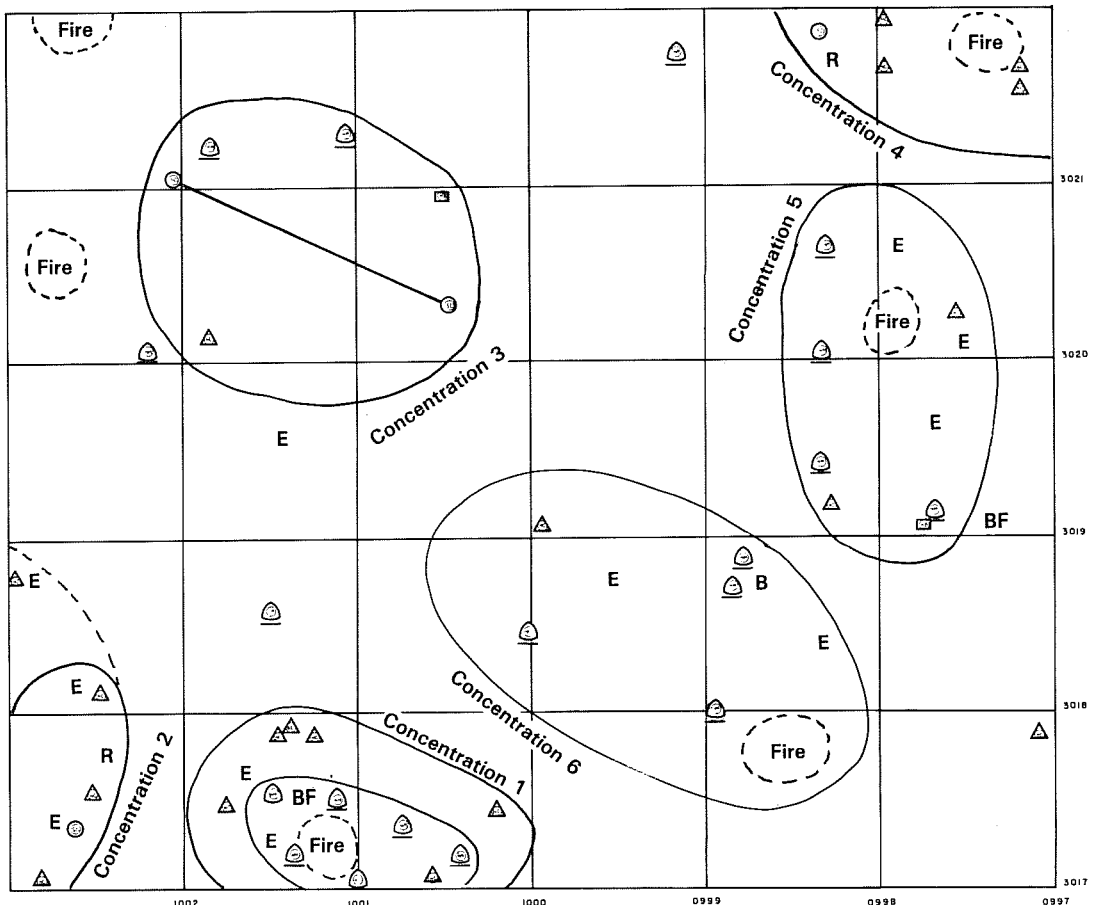 Fire
Fire
R
Concentration 4
3021
Concentration 5
E
Fire
Fire
E
3020
Concentration 3
E
E
BF
3019
E
E
B
E
E
Concentration 6
3018
Concentration 1
R
Fire
E
BF
Concentration 2
E
E
Fire
3017
1002
1001
1000
0999
0998
0997